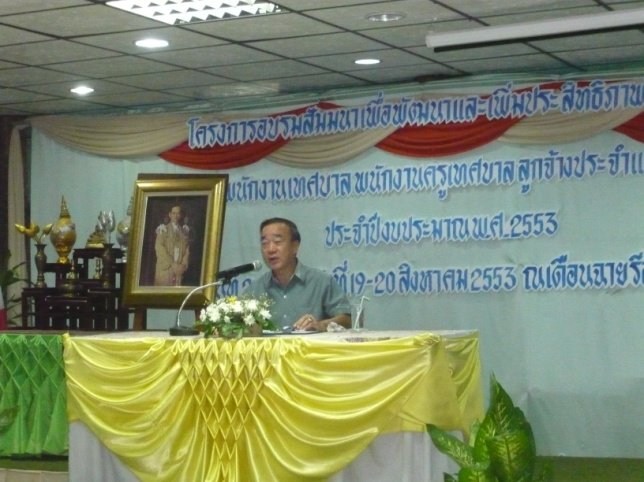 โครงการอบรมสัมมนาเพื่อพัฒนาและเพิ่มประสิทธิภาพ
พนักงานเทศบาล พนักงานครูเทศบาล ลูกจ้างประจำแ
ประจำปีงบประมาณ พ.ศ. 2553
ที่ 19-20 สิงหาคม 2553 ณ เดือนฉายรี